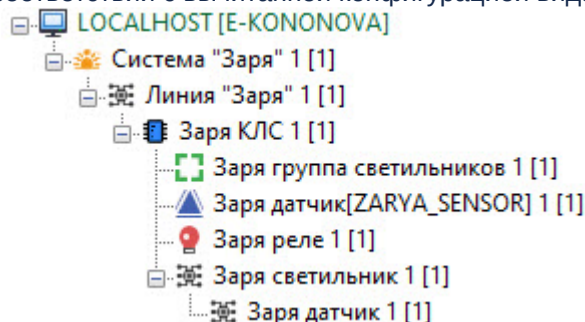 LOCALHOST [E-KONONOVA]
Система "Заря" 1 [1]
Линия "Заря" 1 [1]
Заря КЛС 1 [1]
Заря группа светильников 1 [1]
Заря датчик[ZARYA_SENSOR] 1 [1]
Заря реле 1 [1]
Заря светильник 1 [1]
Заря датчик 1 [1]